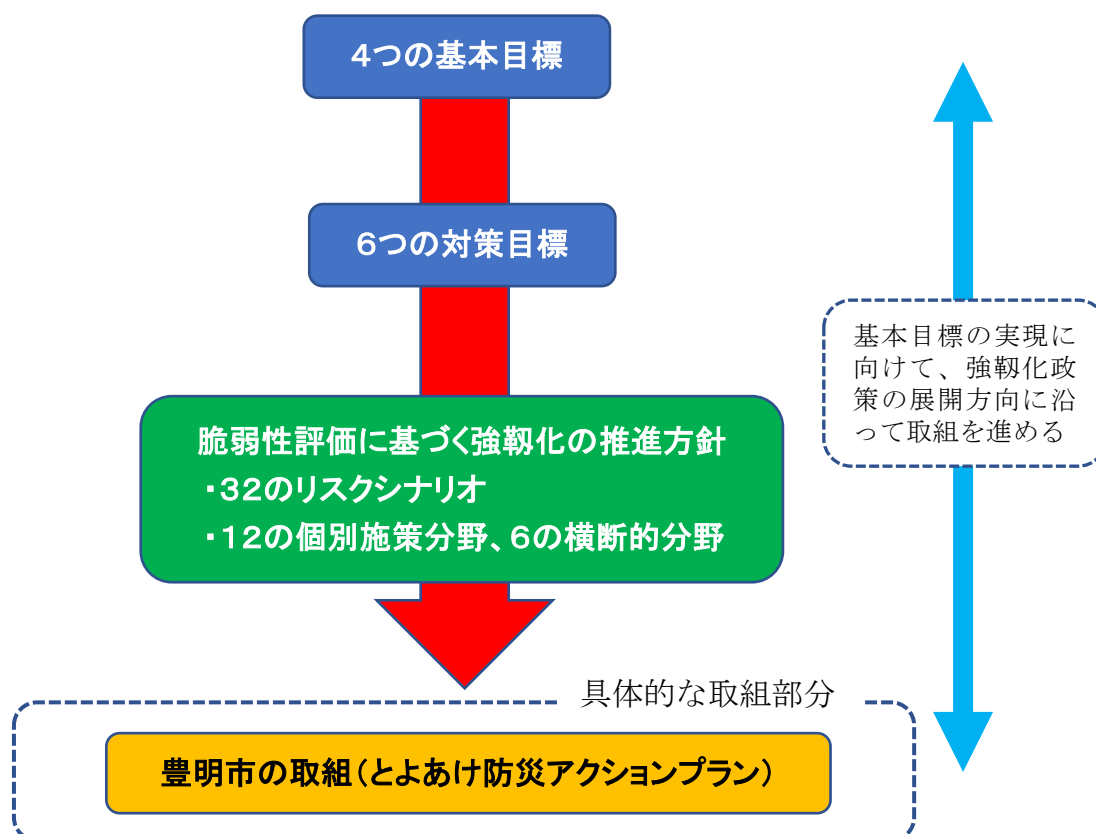 4つの基本目標
6つの対策目標
基本目標の実現に
向けて、強靱化政
策の展開方向に沿
って取組を進める
脆弱性評価に基づく強靱化の推進方針
・32のリスクシナリオ
・12の個別施策分野、6の横断的分野
具体的な取組部分
豊明市の取組(とよあけ防災アクションプラン)